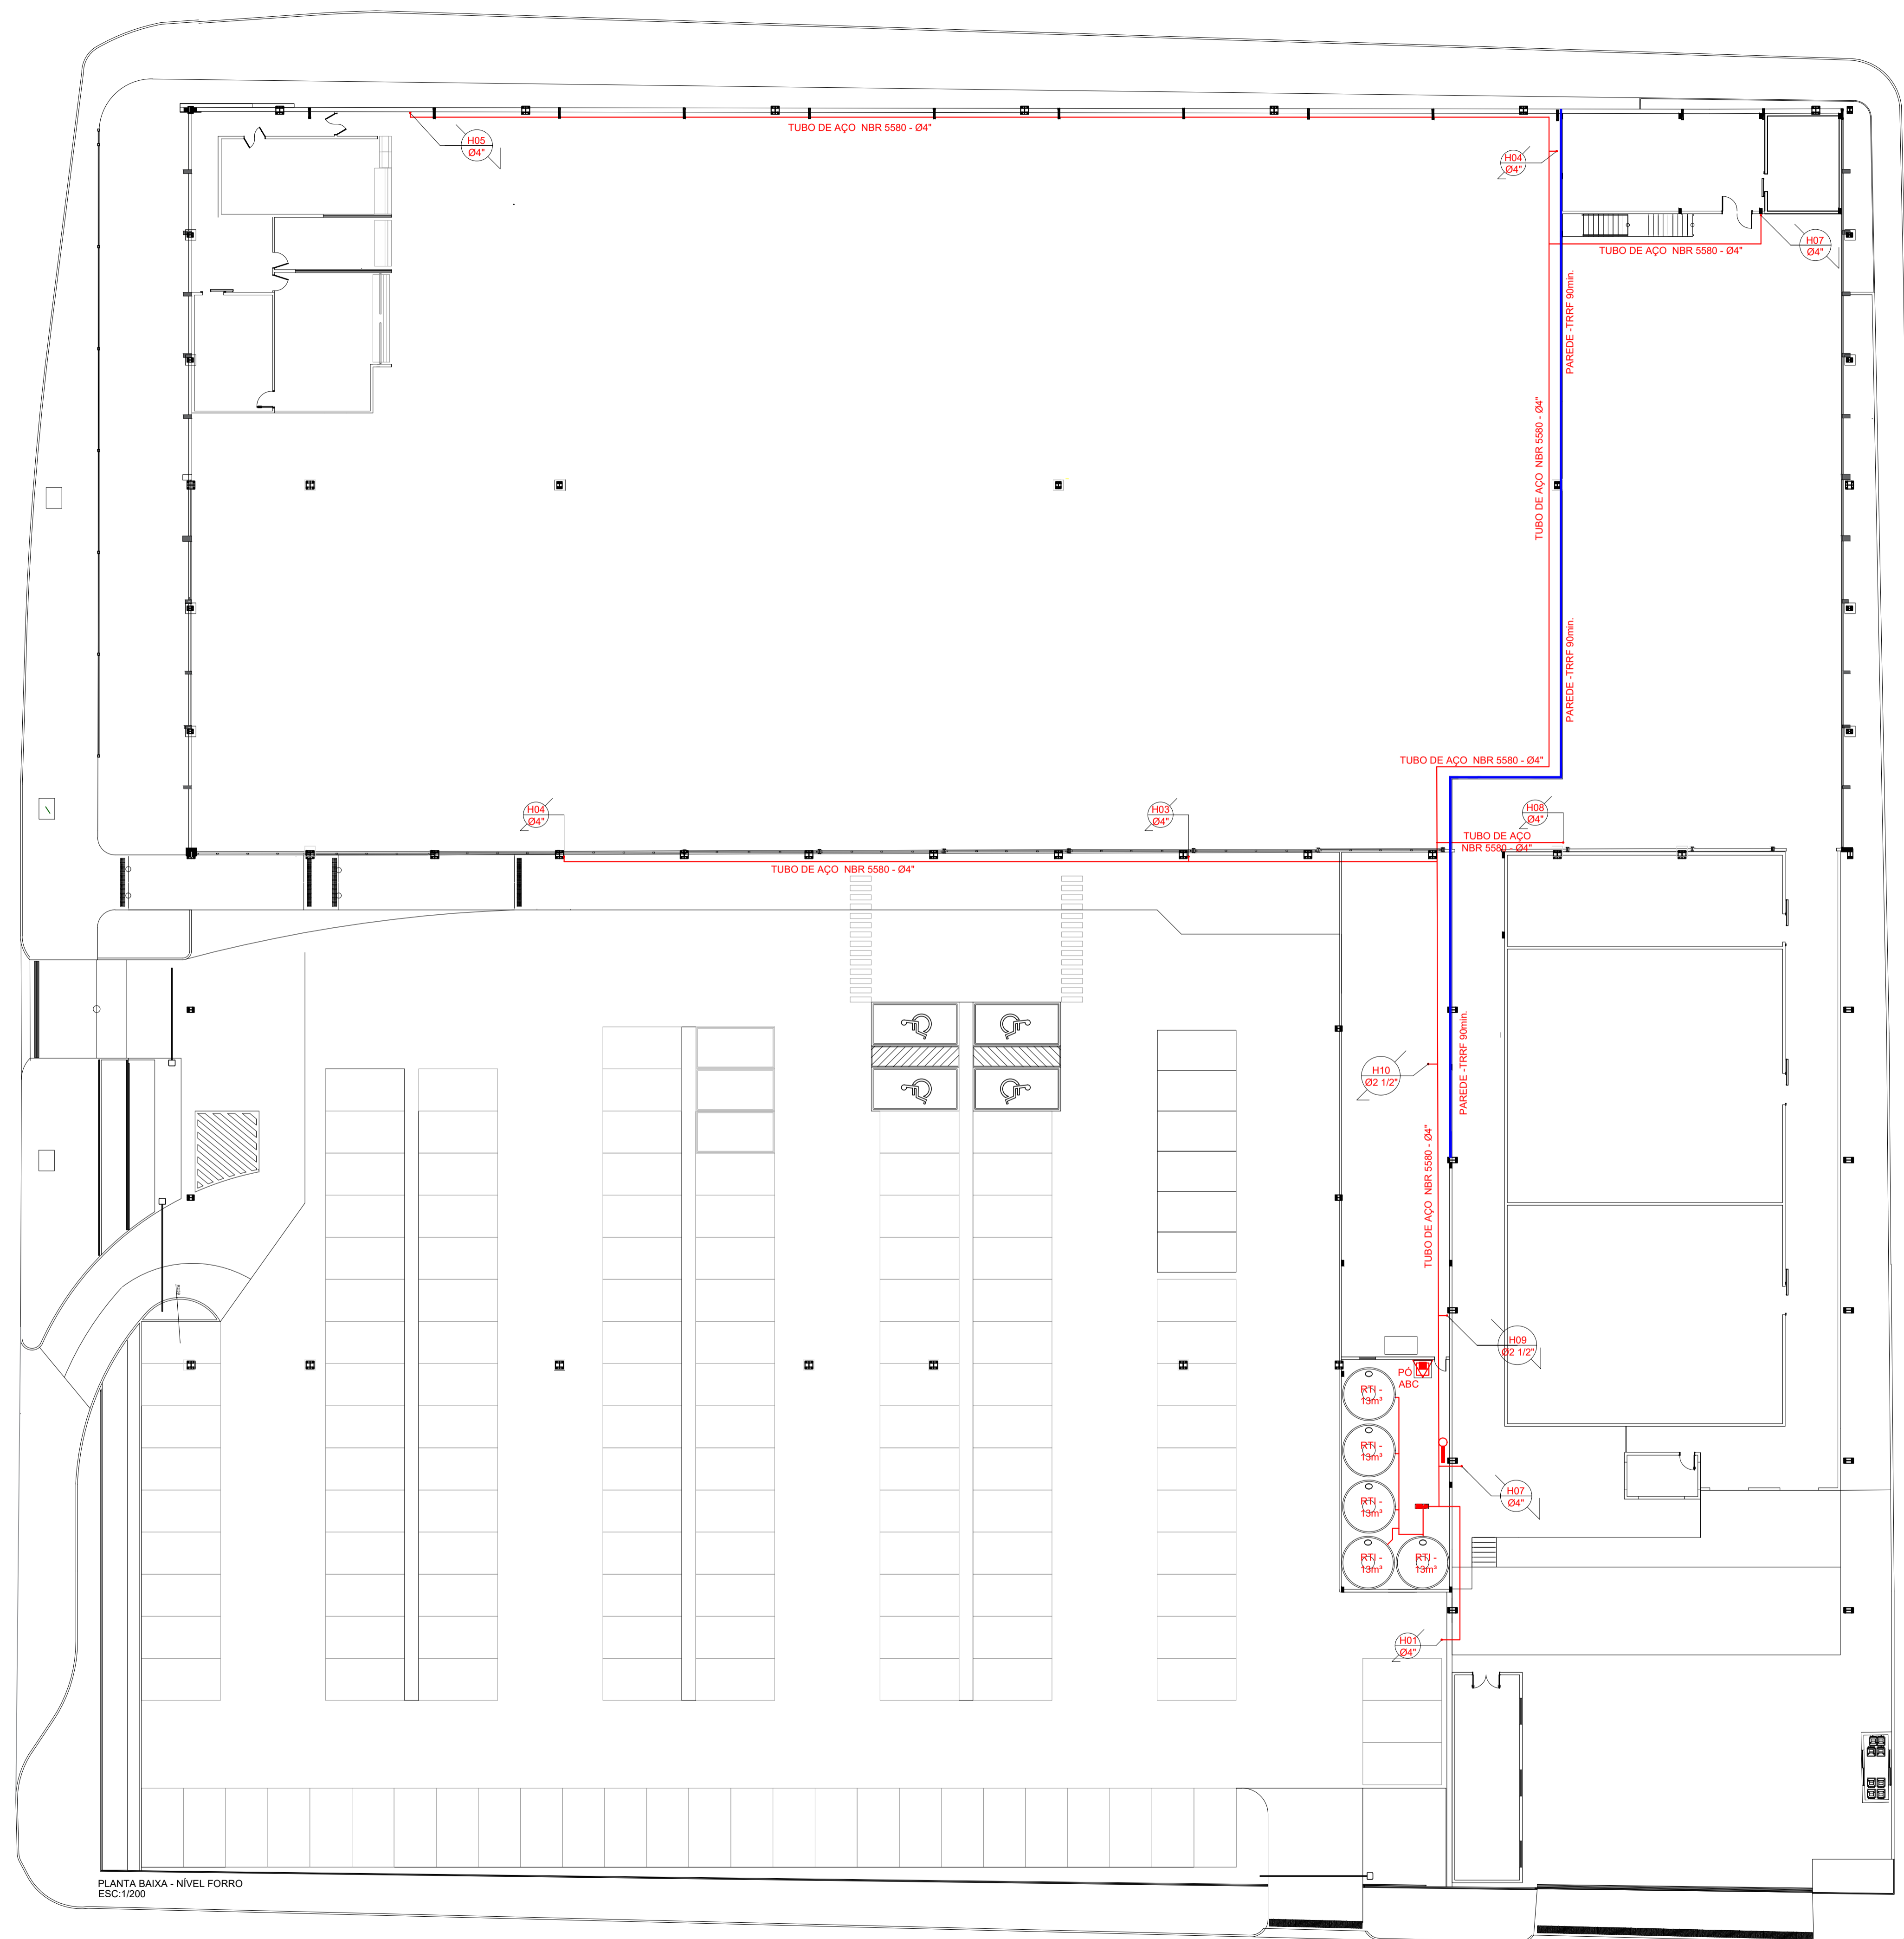 TUBO DE AÇO  NBR 5580 - Ø4"
H05
Ø4"
H04
Ø4"
TUBO DE AÇO  NBR 5580 - Ø4"
H07
Ø4"
PAREDE -TRRF 90min.
TUBO DE AÇO  NBR 5580 - Ø4"
PAREDE -TRRF 90min.
TUBO DE AÇO  NBR 5580 - Ø4"
H04
Ø4"
H03
Ø4"
H08
Ø4"
TUBO DE AÇO
NBR 5580 - Ø4"
TUBO DE AÇO  NBR 5580 - Ø4"
H10
Ø2 1/2"
PAREDE -TRRF 90min.
TUBO DE AÇO  NBR 5580 - Ø4"
H09
Ø2 1/2"
PÓ
ABC
RTI -
13m³
RTI -
13m³
RTI -
13m³
H07
Ø4"
RTI -
13m³
RTI -
13m³
H01
Ø4"
PLANTA BAIXA - NÍVEL FORRO
ESC:1/200